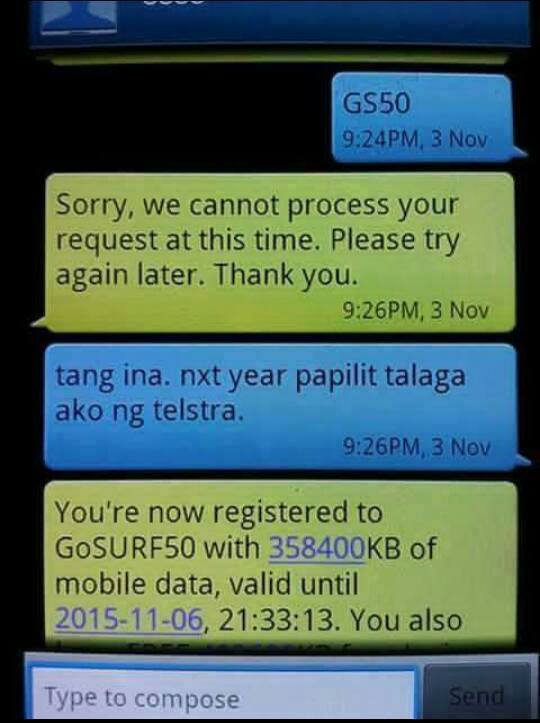 GS50
9:24PM, 3 Nov
Sorry, we cannot process your
request at this time. Please try
again later. Thank you.
9:26PM, 3 Nov
tang ina. nxt year papilit talaga
ako ng telstra.
9:26PM, 3 Nov
You're now registered to
GoSURF50 with 358400KB of
mobile data, valid until
2015-11-06, 21:33:13. You also
Type to compose
Send